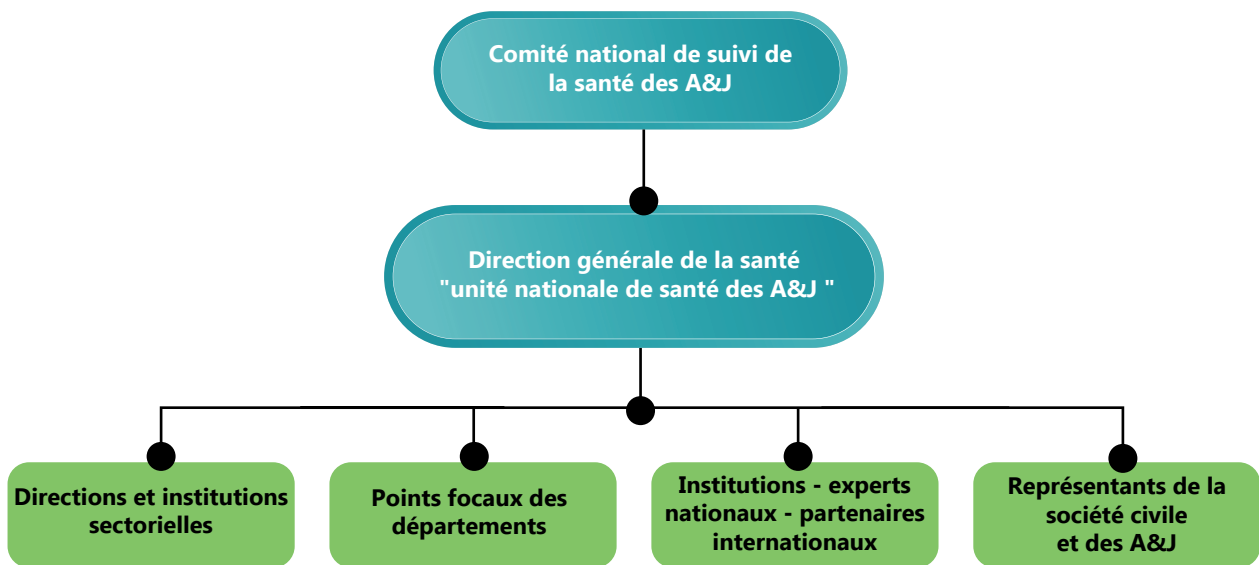 Comité national de suivi de
la santé des A&J
Direction générale de la santé
"unité nationale de santé des A&J "
Directions et institutions
sectorielles
Points focaux des
départements
Institutions - experts
nationaux - partenaires
internationaux
Représentants de la
société civile
et des A&J